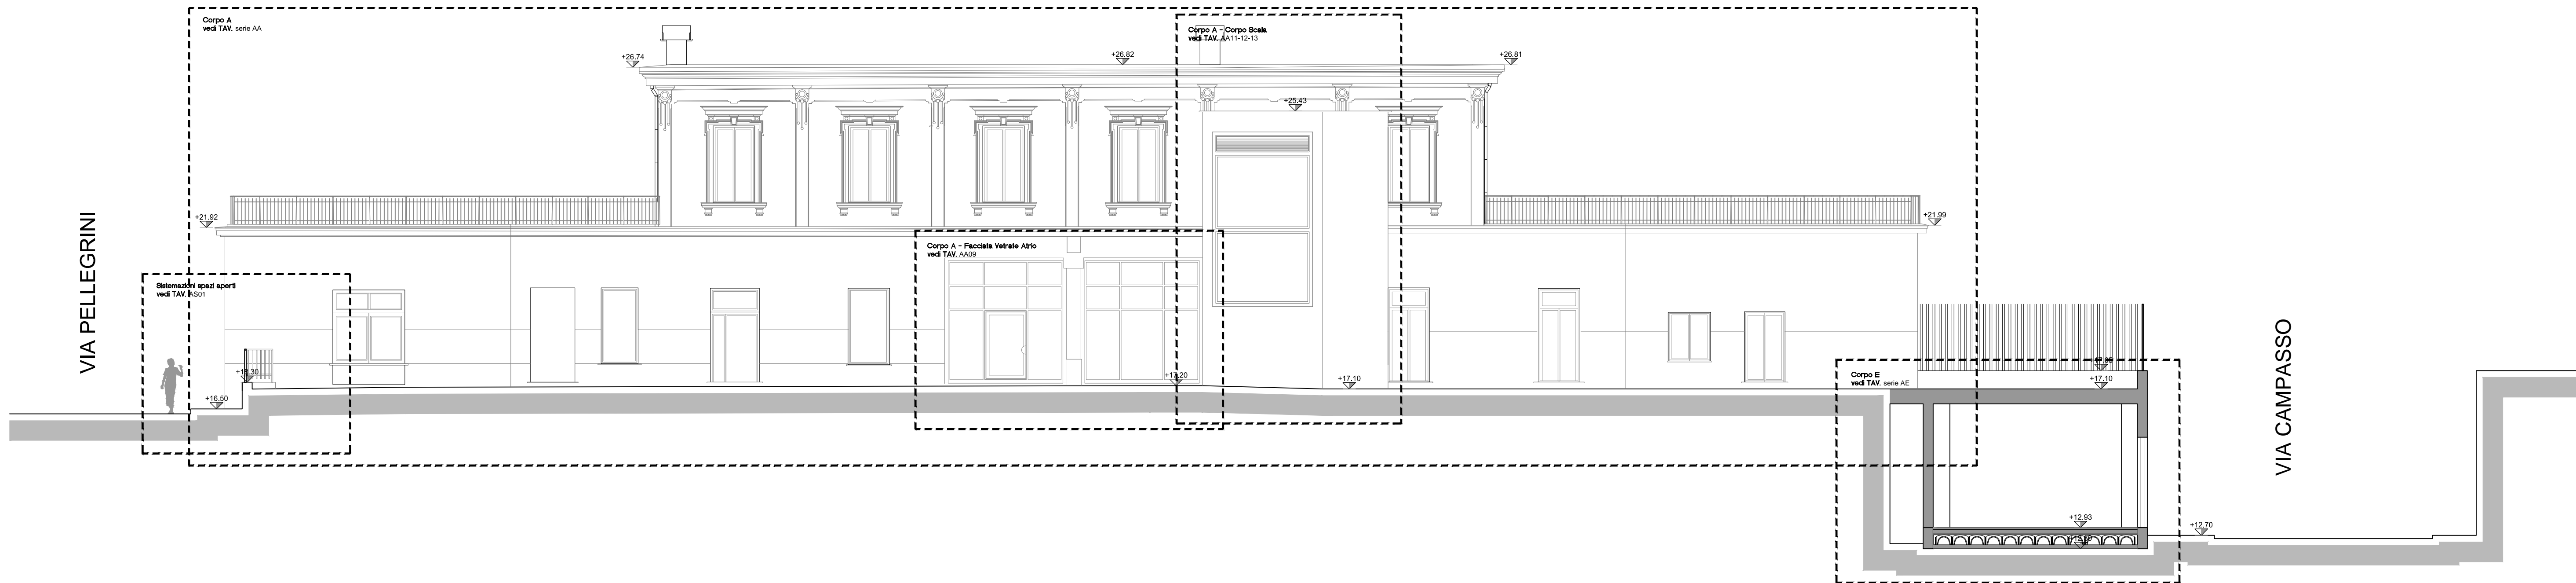 Corpo A
vedi TAV. serie AA
Corpo A - Corpo Scala
vedi TAV. AA11-12-13
+26.74
+26.82
+26.81
+25.43
+21.92
+21.99
VIA PELLEGRINI
Corpo A - Facciata Vetrate Atrio
vedi TAV. AA09
Sistemazioni spazi aperti
vedi TAV. AS01
VIA CAMPASSO
+17.20
+17.10
+17.10
Corpo E
vedi TAV. serie AE
+16.50
+12.93
+12.70